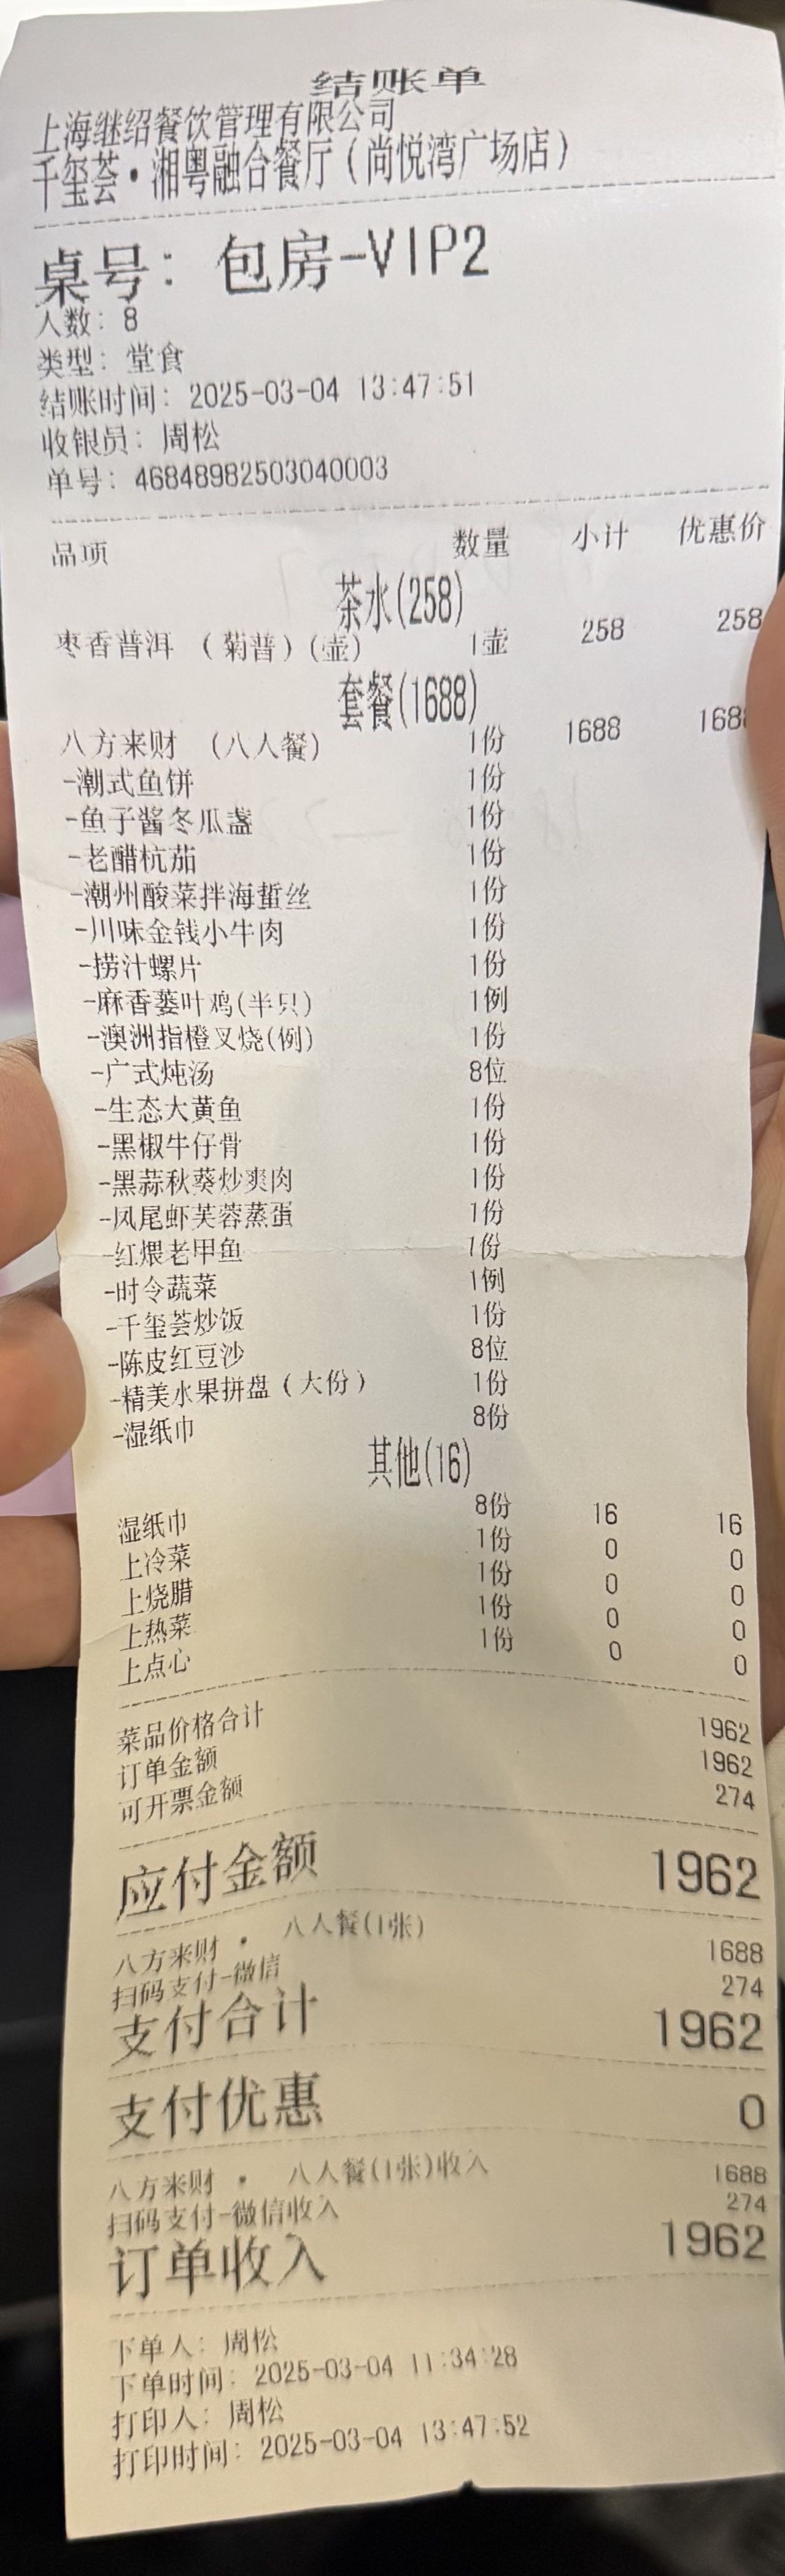 结账单
上海继绍餐饮管理有限公司
千玺荟·湘粤融合餐厅(尚悦湾广场店)
桌号: 包房-VIP2
人数: 8
类型: 堂食
结账时间: 2025-03-04 13:47:51
收银员: 周松
单号: 46848982503040003
品项 数量 小计 优惠价
茶水(258)
枣香普洱 (菊普)(壶) 1壶 258 258
套餐(1688)
八方来财 (八人餐) 1份 1688 168
-潮式鱼饼 1份
-鱼子酱冬瓜盏 1份
-老醋杭茄 1份
-潮州酸菜拌海蜇丝 1份
-川味金钱小牛肉 1份
-捞汁螺片 1份
-麻香蒌叶鸡(半只) 1例
-澳洲指橙叉烧(例) 1份
-广式炖汤 8位
-生态大黄鱼 1份
-黑椒牛仔骨 1份
-黑蒜秋葵炒爽肉 1份
-凤尾虾芙蓉蒸蛋 1份
-红煨老甲鱼 1份
-时令蔬菜 1例
-千玺荟炒饭 1份
-陈皮红豆沙 8位
-精美水果拼盘(大份) 1份
-湿纸巾 8份
其他(16)
湿纸巾 8份 16 16
上冷菜 1份 0 0
上烧腊 1份 0 0
上热菜 1份 0 0
上点心 1份 0 0
菜品价格合计 1962
订单金额 1962
可开票金额 274
应付金额 1962
八方来财 · 八人餐(1张) 1688
扫码支付-微信 274
支付合计 1962
支付优惠 0
八方来财 · 八人餐(1张)收入 1688
扫码支付-微信收入 274
订单收入 1962
下单人: 周松
下单时间: 2025-03-04 11:34:28
打印人: 周松
打印时间: 2025-03-04 13:47:52